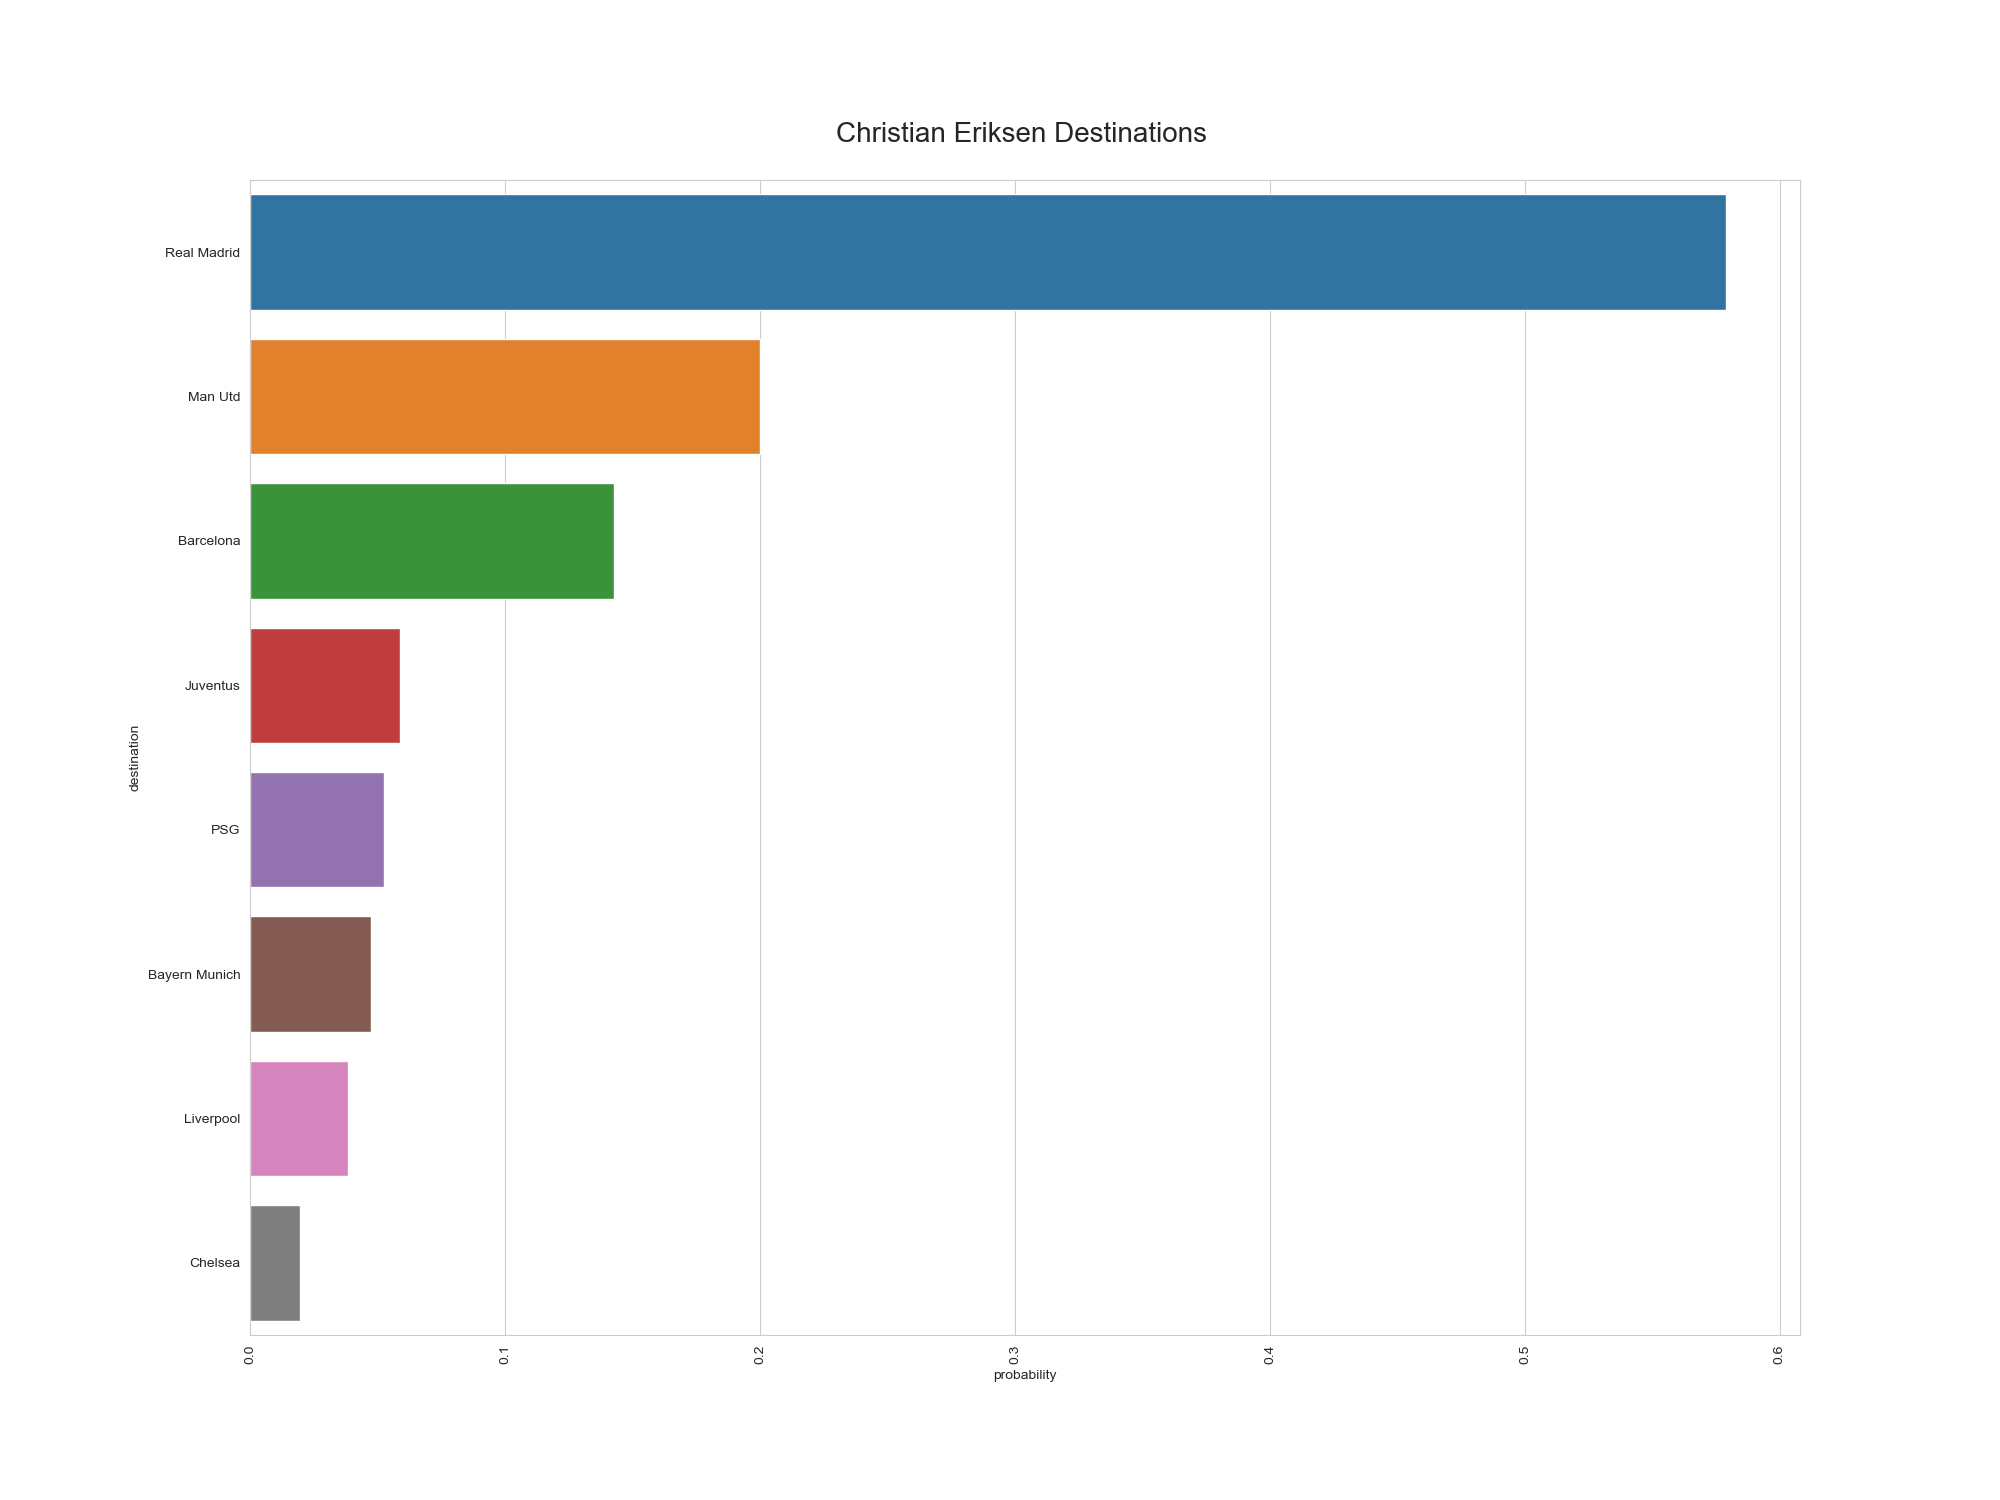 Christian Eriksen Destinations
Real Madrid
Man Utd
Barcelona
Juventus
PSG
Bayern Munich
Liverpool
Chelsea
destination
0.0
0.1
0.2
0.3
0.4
0.5
0.6
probability